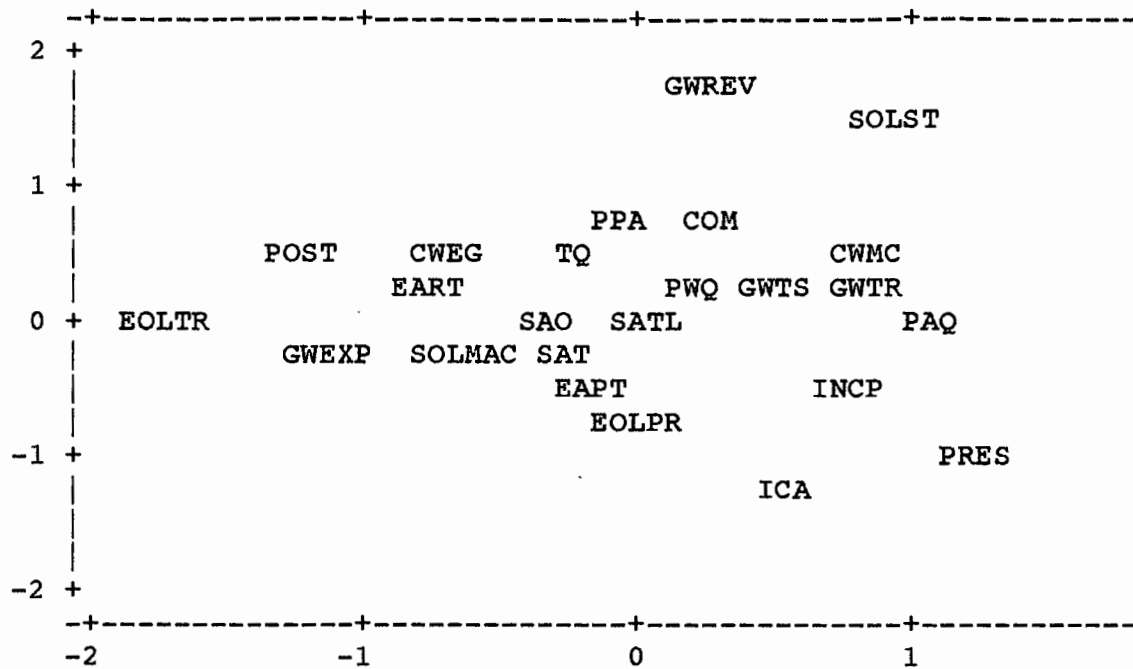 2
GWREV
SOLST
1
PPA COM
POST CWEG TQ CWMC
EART PWQ GWTS GWTR
0 EOLTR SAO SATL PAQ
GWEXP SOLMAC SAT
EAPT INCP
EOLPR
-1 PRES
ICA
-2
-2 -1 0 1